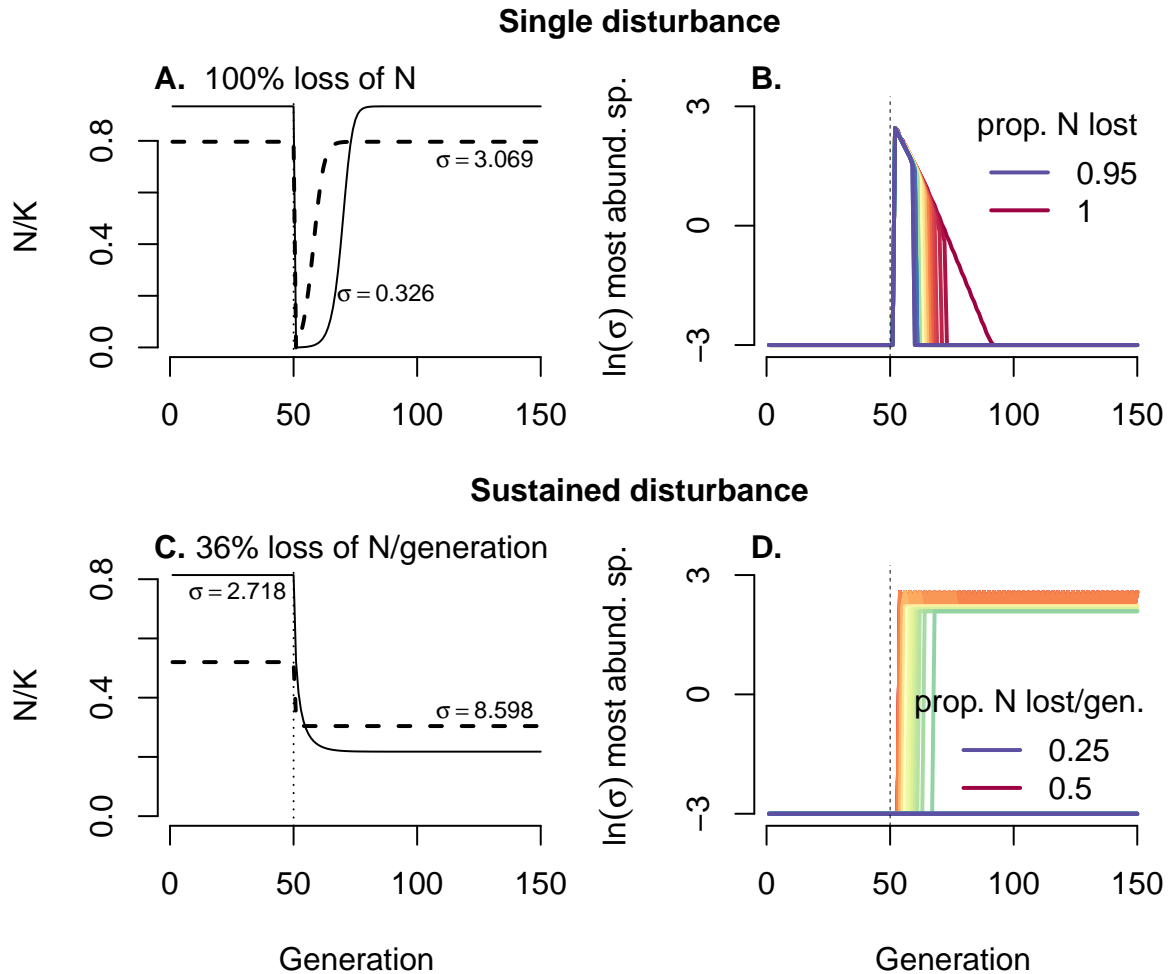 Single disturbance
A. 100% loss of N
N/K
0.0
0.4
0.8
σ = 3.069
σ = 0.326
0
50
100
150
B.
ln(σ) most abund. sp.
−3
0
3
prop. N lost
0.95
1
0
50
100
150
Sustained disturbance
C. 36% loss of N/generation
N/K
0.0
0.4
0.8
σ = 2.718
σ = 8.598
0
50
100
150
Generation
D.
ln(σ) most abund. sp.
−3
0
3
prop. N lost/gen.
0.25
0.5
0
50
100
150
Generation